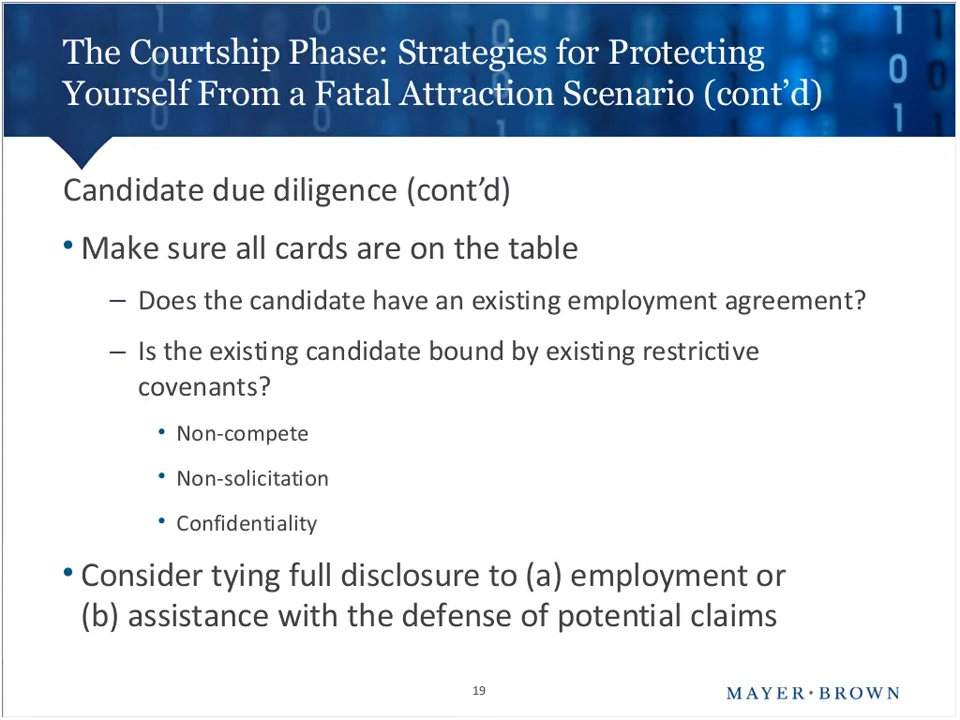 The Courtship Phase: Strategies for Protecting
Yourself From a Fatal Attraction Scenario (cont’d)
Candidate due diligence (cont’d)
• Make sure all cards are on the table
– Does the candidate have an existing employment agreement?
– Is the existing candidate bound by existing restrictive
covenants?
• Non-compete
• Non-solicitation
• Confidentiality
• Consider tying full disclosure to (a) employment or
(b) assistance with the defense of potential claims
19
MAYER • BROWN